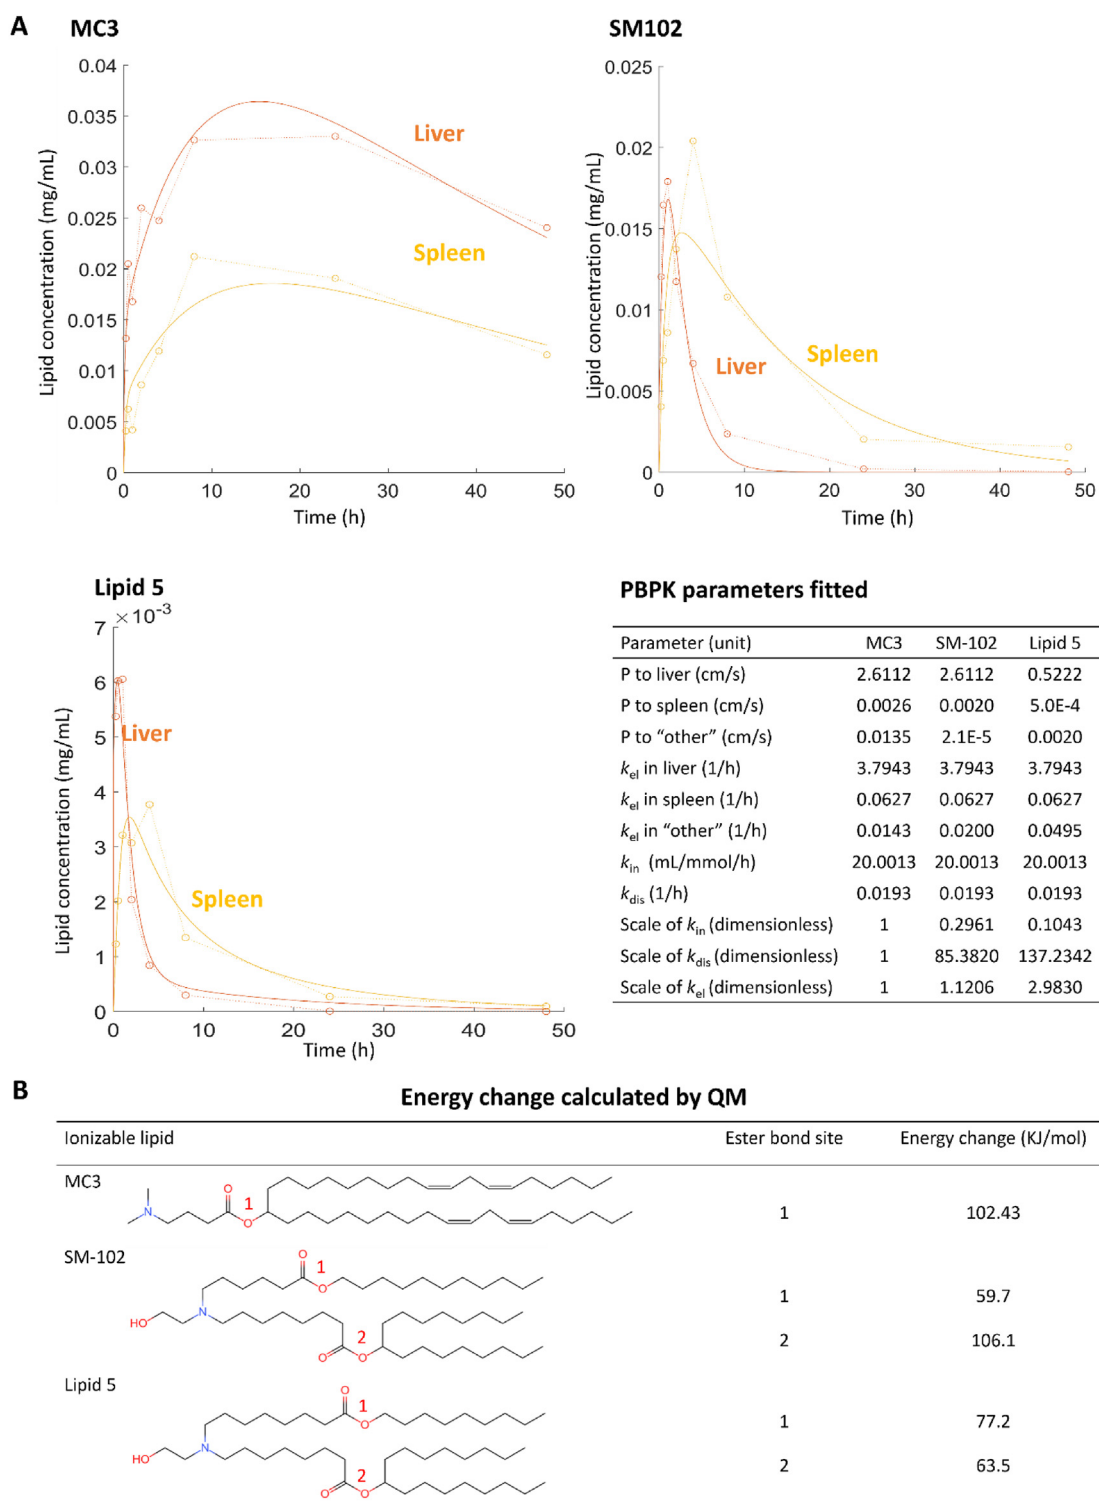 A
MC3
SM102
Lipid concentration (mg/mL)
0.04
0.035
0.03
0.025
0.02
0.015
0.01
0.005
0
Liver
Spleen
0 10 20 30 40 50
Time (h)
Lipid concentration (mg/mL)
0.025
0.02
0.015
0.01
0.005
0
Spleen
Liver
0 10 20 30 40 50
Time (h)
Lipid 5
×10-3
Lipid concentration (mg/mL)
7
6
5
4
3
2
1
0
Liver
Spleen
0 10 20 30 40 50
Time (h)
PBPK parameters fitted
Parameter (unit) MC3 SM-102 Lipid 5
P to liver (cm/s) 2.6112 2.6112 0.5222
P to spleen (cm/s) 0.0026 0.0020 5.0E-4
P to “other” (cm/s) 0.0135 2.1E-5 0.0020
kel in liver (1/h) 3.7943 3.7943 3.7943
kel in spleen (1/h) 0.0627 0.0627 0.0627
kel in “other” (1/h) 0.0143 0.0200 0.0495
kin (mL/mmol/h) 20.0013 20.0013 20.0013
kdis (1/h) 0.0193 0.0193 0.0193
Scale of kin (dimensionless) 1 0.2961 0.1043
Scale of kdis (dimensionless) 1 85.3820 137.2342
Scale of kel (dimensionless) 1 1.1206 2.9830
B
Energy change calculated by QM
Ionizable lipid Ester bond site Energy change (KJ/mol)
MC3
N O O 1
1 102.43
SM-102
O O 1
1 59.7
HO N
O O 2
2 106.1
Lipid 5
O O 1
1 77.2
HO N
O O 2
2 63.5